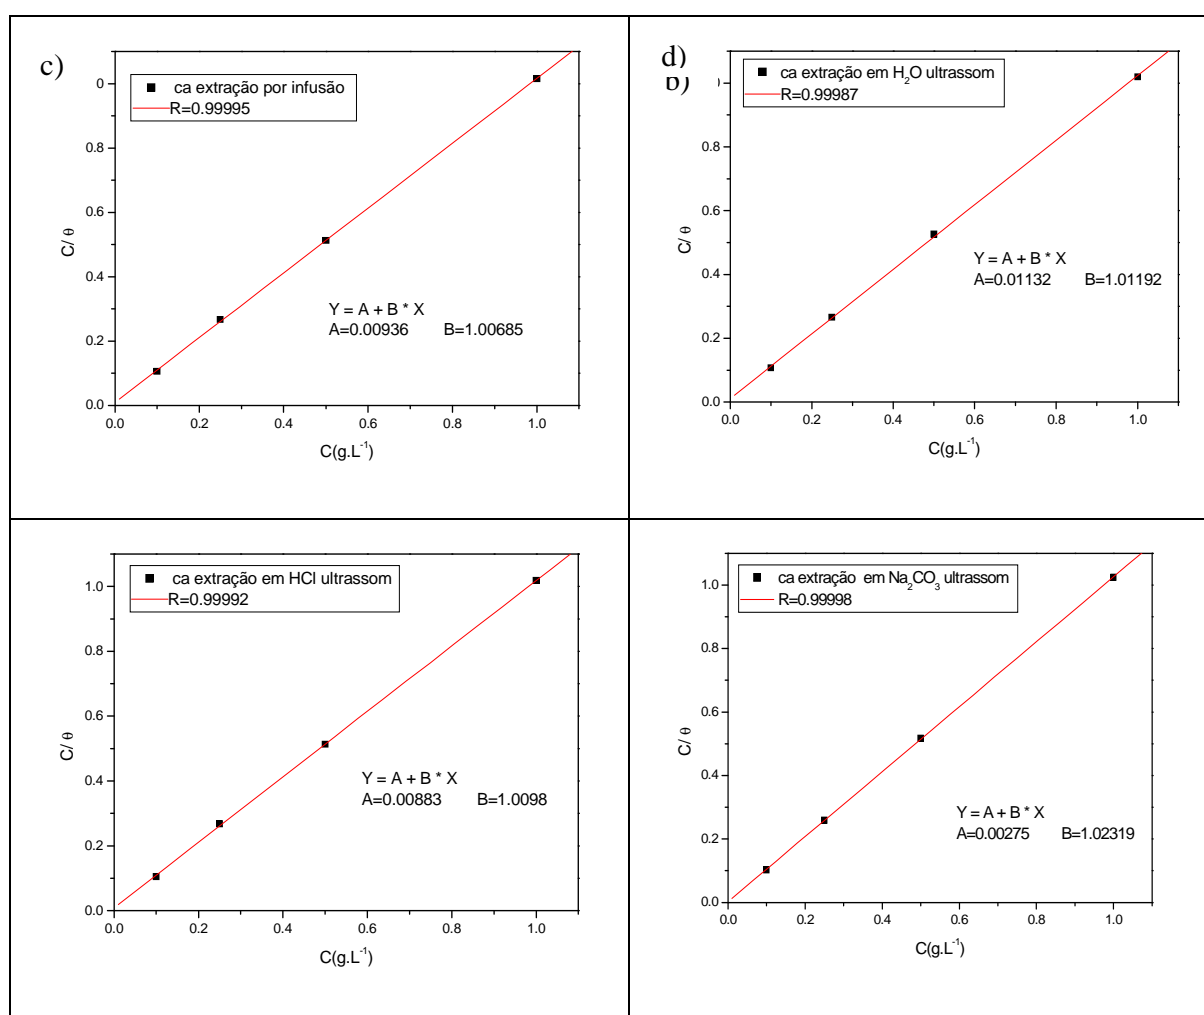 c)
ca extração por infusão
R=0.99995
0
0.8
0.6
0.4
0.2
0.0
C/ θ
Y = A + B * X
A=0.00936 B=1.00685
0.0 0.2 0.4 0.6 0.8 1.0
C(g.L⁻¹)
d)
b)
ca extração em H₂O ultrassom
R=0.99987
0
0.8
0.6
0.4
0.2
0.0
C/ θ
Y = A + B * X
A=0.01132 B=1.01192
0.0 0.2 0.4 0.6 0.8 1.0
C(g.L⁻¹)
ca extração em HCl ultrassom
R=0.99992
1.0
0.8
0.6
0.4
0.2
0.0
C/ θ
Y = A + B * X
A=0.00883 B=1.0098
0.0 0.2 0.4 0.6 0.8 1.0
C(g.L⁻¹)
ca extração em Na₂CO₃ ultrassom
R=0.99998
1.0
0.8
0.6
0.4
0.2
0.0
C/ θ
Y = A + B * X
A=0.00275 B=1.02319
0.0 0.2 0.4 0.6 0.8 1.0
C(g.L⁻¹)